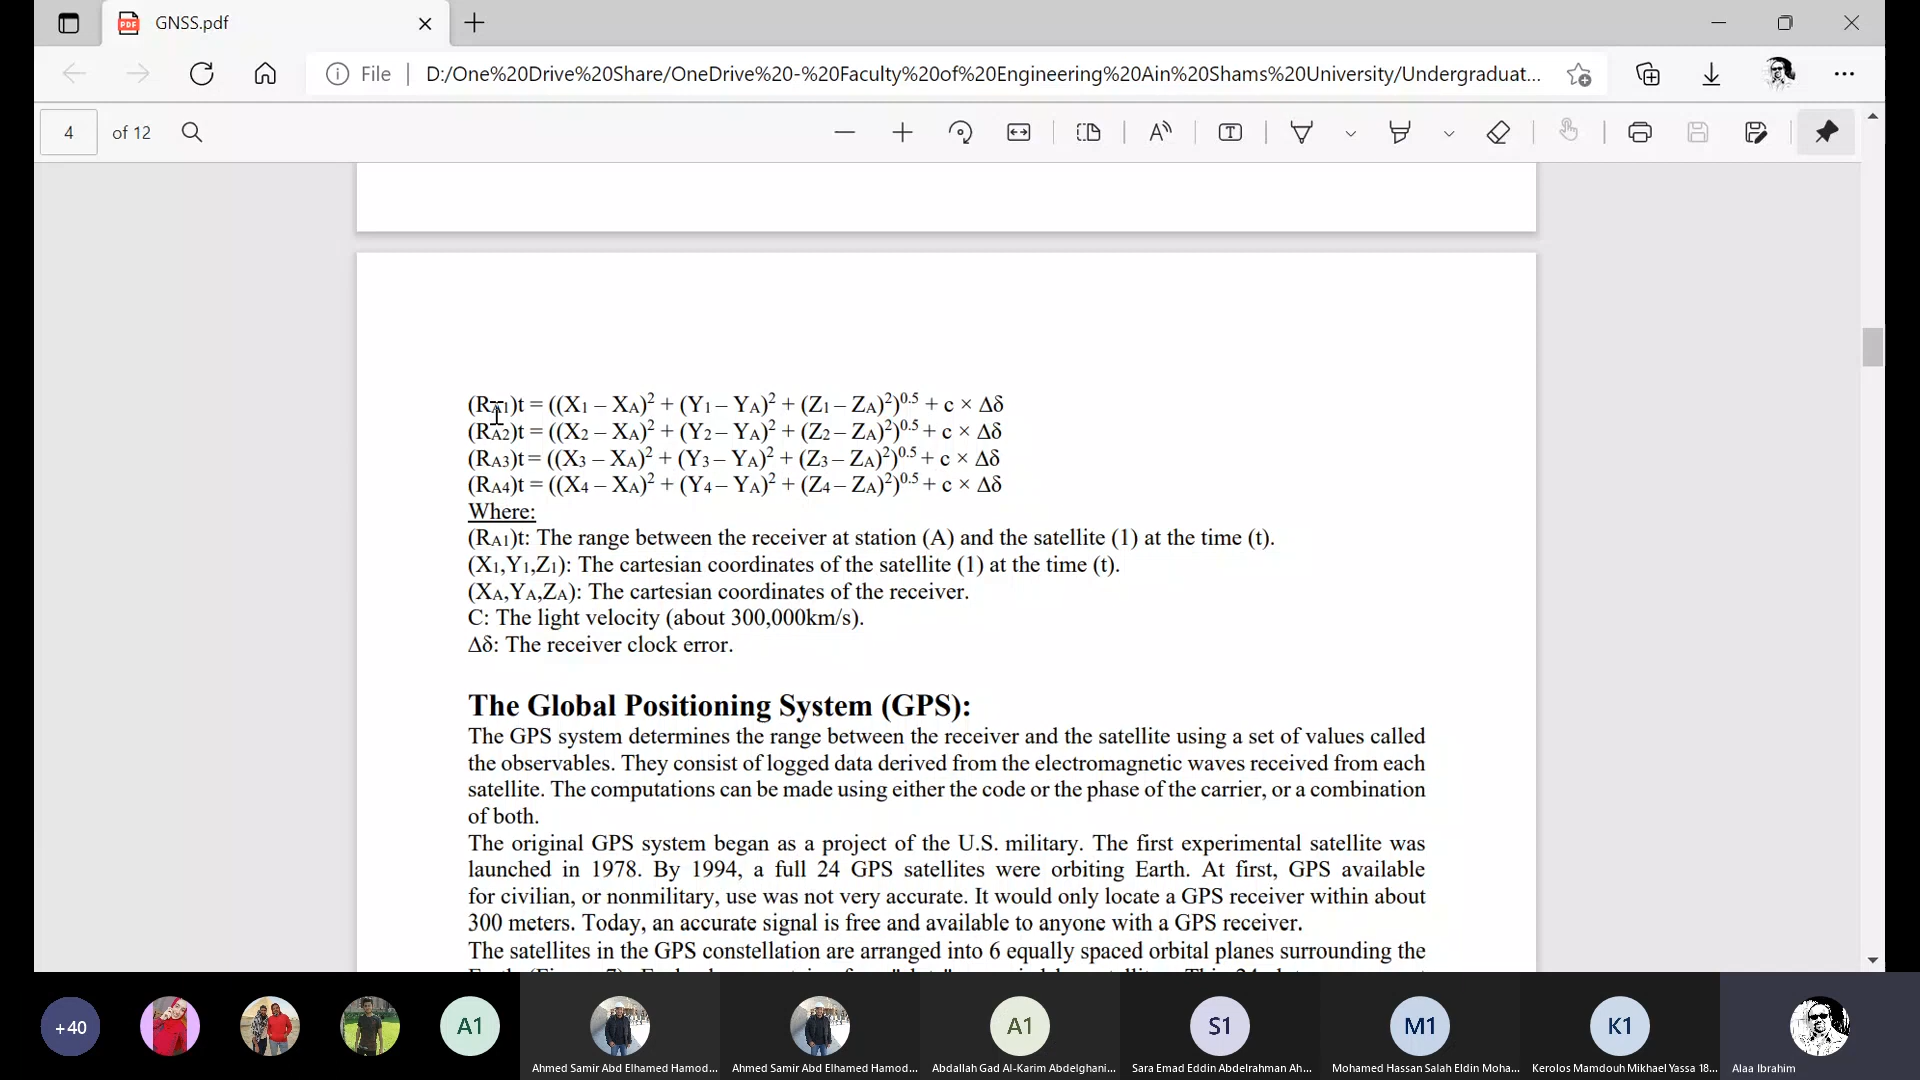 GNSS.pdf
File
D:/One%20Drive%20Share/OneDrive%20-%20Faculty%20of%20Engineering%20Ain%20Shams%20University/Undergraduat...
4 of 12
(RA1)t = ((X1 – XA)² + (Y1 – YA)² + (Z1 – ZA)²)⁰·⁵ + c × Δδ
(RA2)t = ((X2 – XA)² + (Y2 – YA)² + (Z2 – ZA)²)⁰·⁵ + c × Δδ
(RA3)t = ((X3 – XA)² + (Y3 – YA)² + (Z3 – ZA)²)⁰·⁵ + c × Δδ
(RA4)t = ((X4 – XA)² + (Y4 – YA)² + (Z4 – ZA)²)⁰·⁵ + c × Δδ
Where:
(RA1)t: The range between the receiver at station (A) and the satellite (1) at the time (t).
(X1,Y1,Z1): The cartesian coordinates of the satellite (1) at the time (t).
(XA,YA,ZA): The cartesian coordinates of the receiver.
C: The light velocity (about 300,000km/s).
Δδ: The receiver clock error.
The Global Positioning System (GPS):
The GPS system determines the range between the receiver and the satellite using a set of values called
the observables. They consist of logged data derived from the electromagnetic waves received from each
satellite. The computations can be made using either the code or the phase of the carrier, or a combination
of both.
The original GPS system began as a project of the U.S. military. The first experimental satellite was
launched in 1978. By 1994, a full 24 GPS satellites were orbiting Earth. At first, GPS available
for civilian, or nonmilitary, use was not very accurate. It would only locate a GPS receiver within about
300 meters. Today, an accurate signal is free and available to anyone with a GPS receiver.
The satellites in the GPS constellation are arranged into 6 equally spaced orbital planes surrounding the
+40
A1
A1
S1
M1
K1
Ahmed Samir Abd Elhamed Hamod...
Ahmed Samir Abd Elhamed Hamod...
Abdallah Gad Al-Karim Abdelghani...
Sara Emad Eddin Abdelrahman Ah...
Mohamed Hassan Salah Eldin Moha...
Kerolos Mamdouh Mikhael Yassa 18...
Alaa Ibrahim